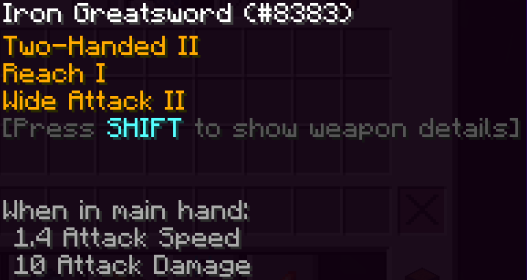 Iron Greatsword (#8383)
Two-Handed II
Reach I
Wide Attack II
[Press SHIFT to show weapon details]
When in main hand:
1.4 Attack Speed
10 Attack Damage